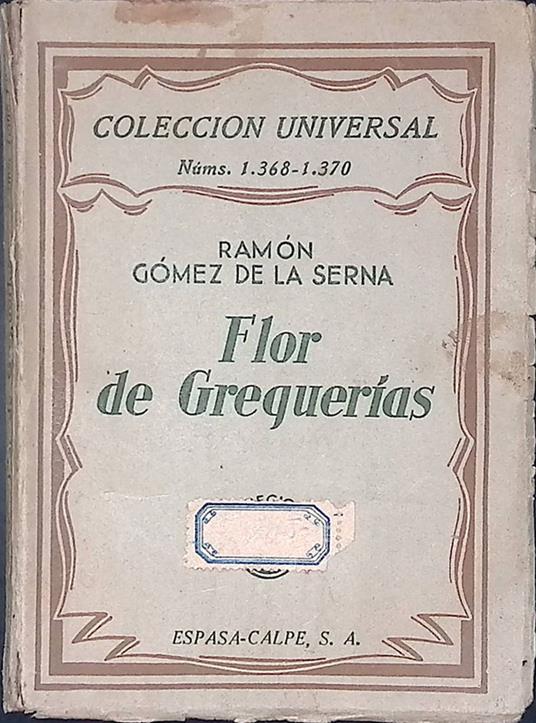 COLECCION UNIVERSAL
Núms. 1.368-1.370
RAMÓN
GÓMEZ DE LA SERNA
Flor
de Greguerías
ESPASA-CALPE, S. A.